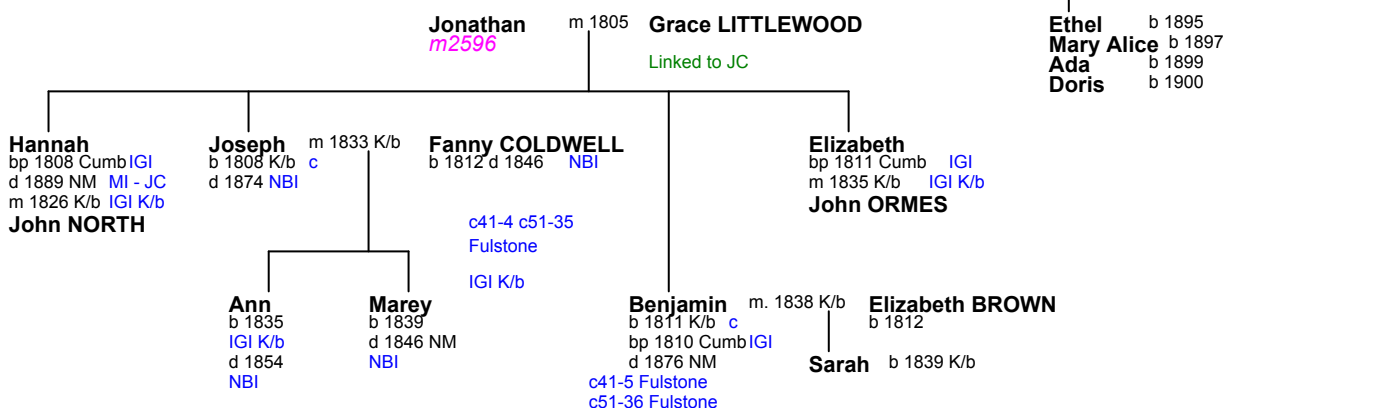 Jonathan m 1805 Grace LITTLEWOOD
m2596
Linked to JC
Ethel b 1895
Mary Alice b 1897
Ada b 1899
Doris b 1900
Hannah
bp 1808 Cumb IGI
d 1889 NM MI - JC
m 1826 K/b IGI K/b
John NORTH
Joseph m 1833 K/b
b 1808 K/b c
d 1874 NBI
Fanny COLDWELL
b 1812 d 1846 NBI
c41-4 c51-35
Fulstone
IGI K/b
Elizabeth
bp 1811 Cumb IGI
m 1835 K/b IGI K/b
John ORMES
Ann
b 1835
IGI K/b
d 1854
NBI
Marey
b 1839
d 1846 NM
NBI
Benjamin m. 1838 K/b Elizabeth BROWN
b 1811 K/b c
bp 1810 Cumb IGI
d 1876 NM
c41-5 Fulstone
c51-36 Fulstone
b 1812
Sarah b 1839 K/b